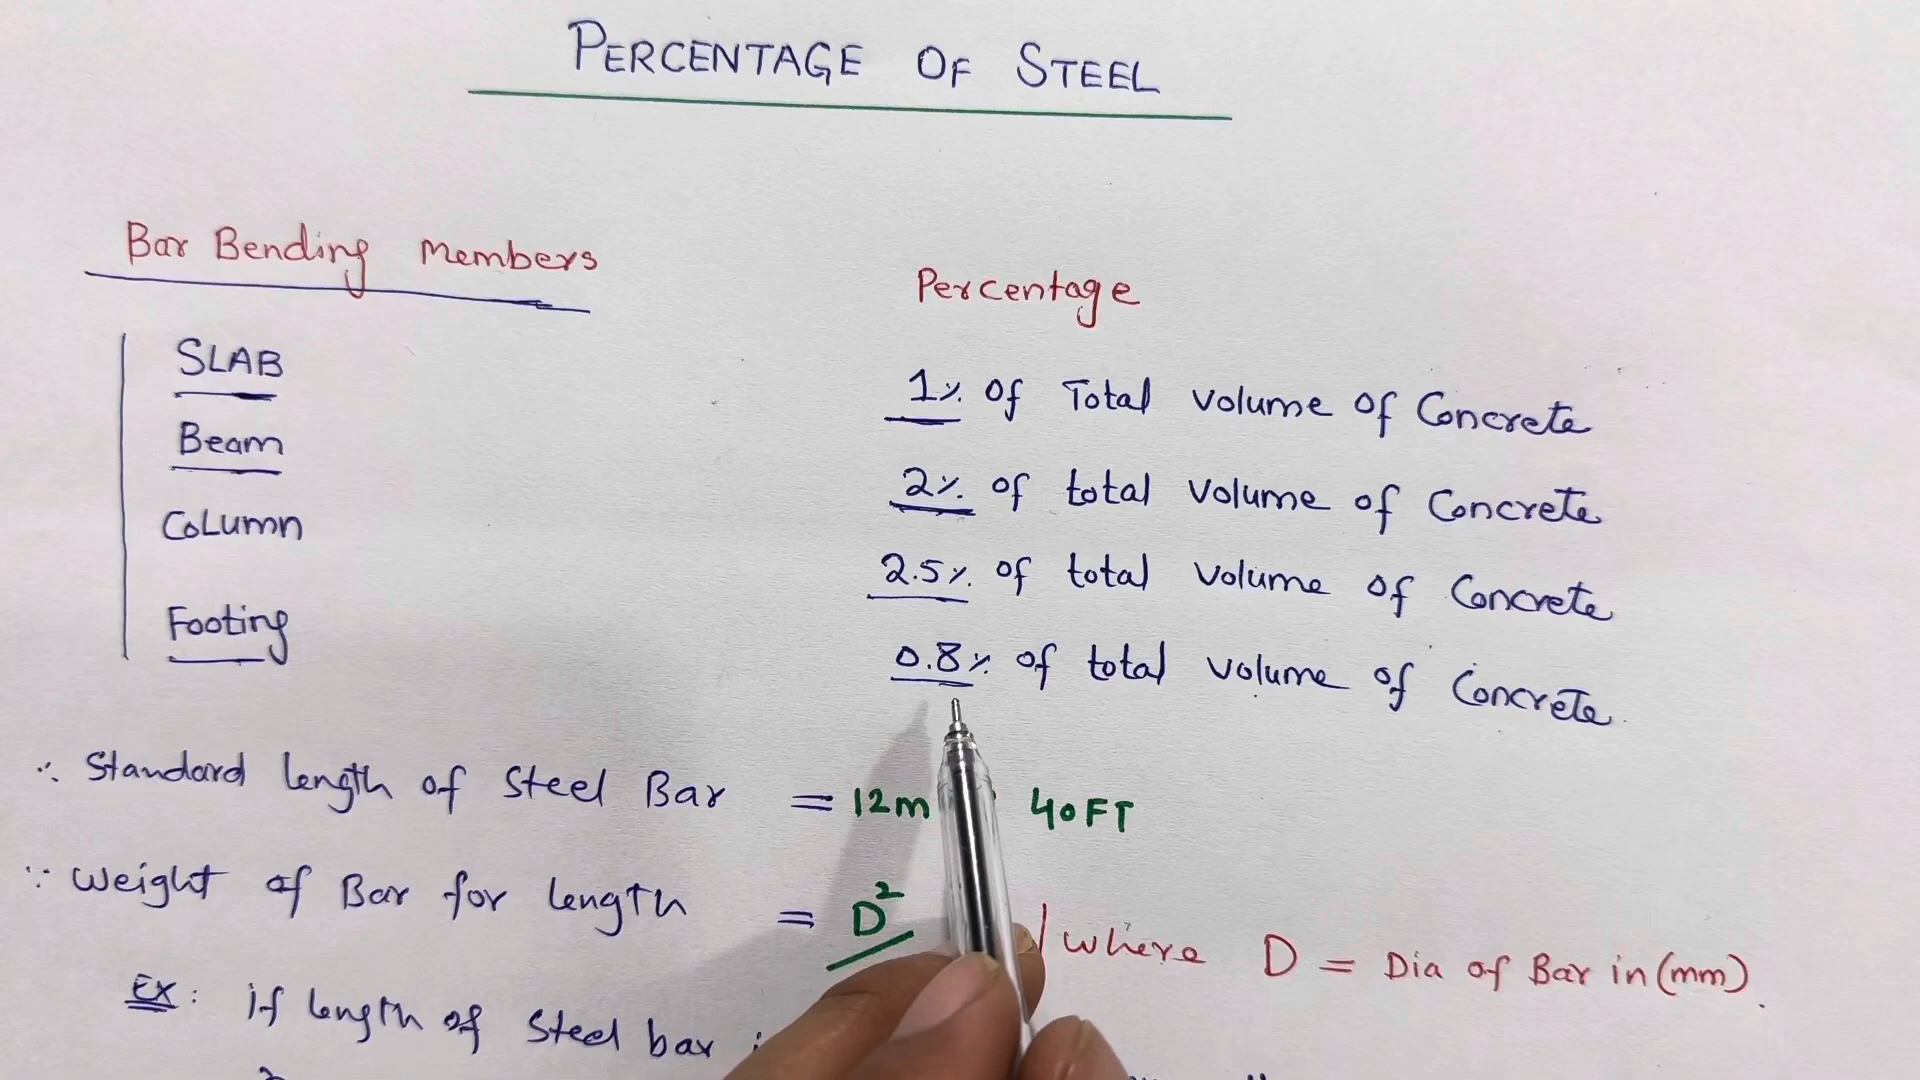 PERCENTAGE OF STEEL
Bar Bending Members
Percentage
SLAB
1% of Total volume of Concrete
Beam
2% of total volume of Concrete
CoLumn
2.5% of total volume of Concrete
Footing
0.8% of total volume of Concrete
∴ Standard length of Steel Bar = 12m 40FT
∵ Weight of Bar for length = D² / where D = Dia of Bar in (mm).
Ex: if length of Steel bar